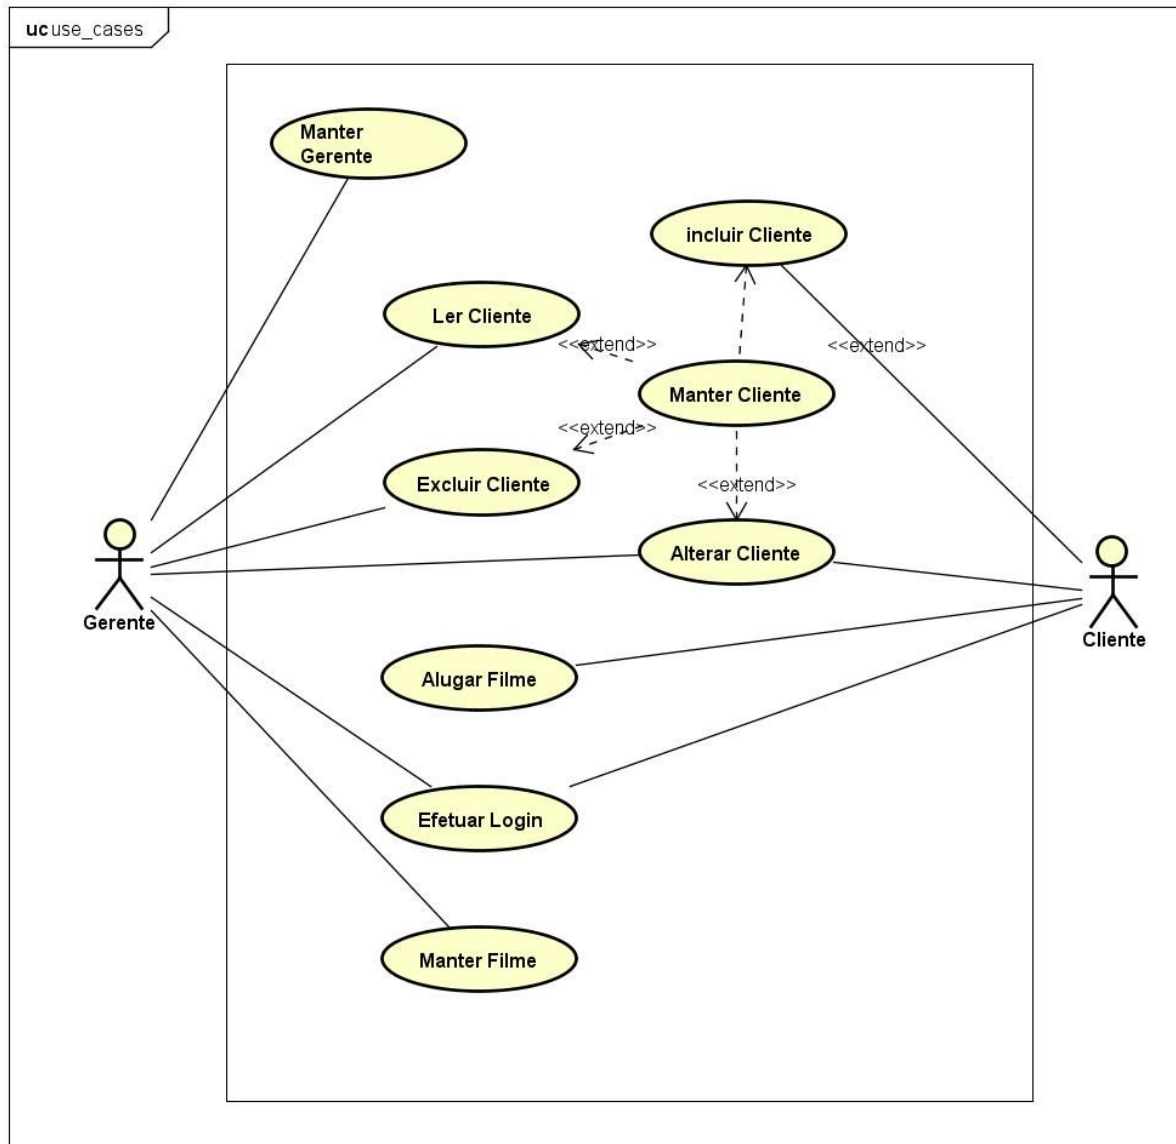 uc use_cases
Manter
Gerente
incluir Cliente
Ler Cliente
<<extend>>
<<extend>>
Manter Cliente
<<extend>>
Excluir Cliente
<<extend>>
Alterar Cliente
Gerente
Cliente
Alugar Filme
Efetuar Login
Manter Filme